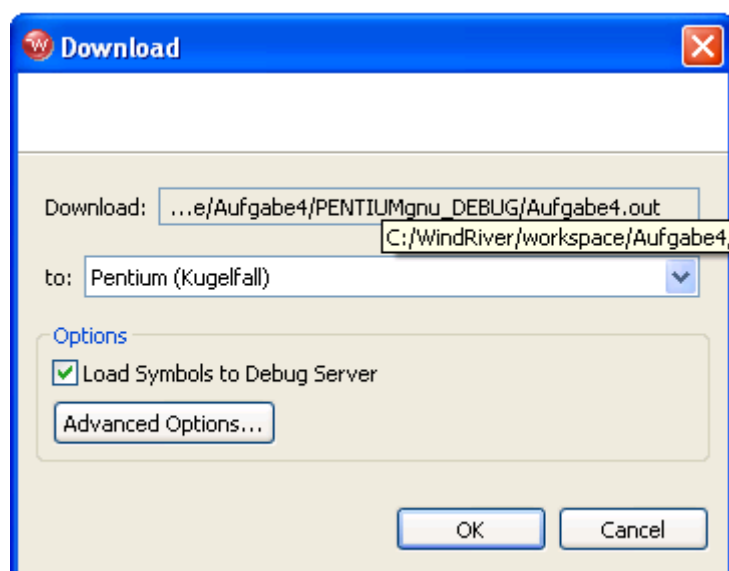 Download
Download: ...e/Aufgabe4/PENTIUMgnu_DEBUG/Aufgabe4.out
C:/WindRiver/workspace/Aufgabe4,
to: Pentium (Kugelfall)
Options
Load Symbols to Debug Server
Advanced Options...
OK Cancel